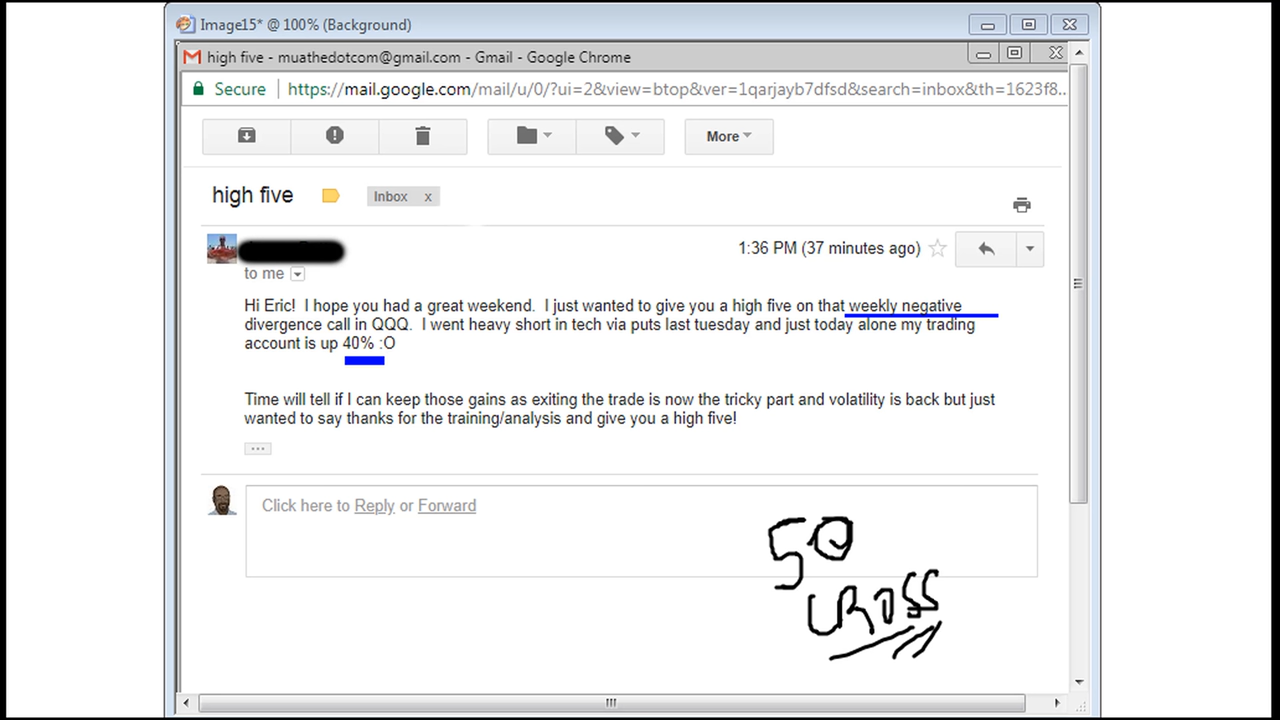 Image15* @ 100% (Background)
high five - muathedotcom@gmail.com - Gmail - Google Chrome
Secure https://mail.google.com/mail/u/0/?ui=2&view=btop&ver=1qarjayb7dfsd&search=inbox&th=1623f8...
More
high five Inbox x
1:36 PM (37 minutes ago)
to me
Hi Eric! I hope you had a great weekend. I just wanted to give you a high five on that weekly negative
divergence call in QQQ. I went heavy short in tech via puts last tuesday and just today alone my trading
account is up 40% :O
Time will tell if I can keep those gains as exiting the trade is now the tricky part and volatility is back but just
wanted to say thanks for the training/analysis and give you a high five!
...
Click here to Reply or Forward
50
CROSS